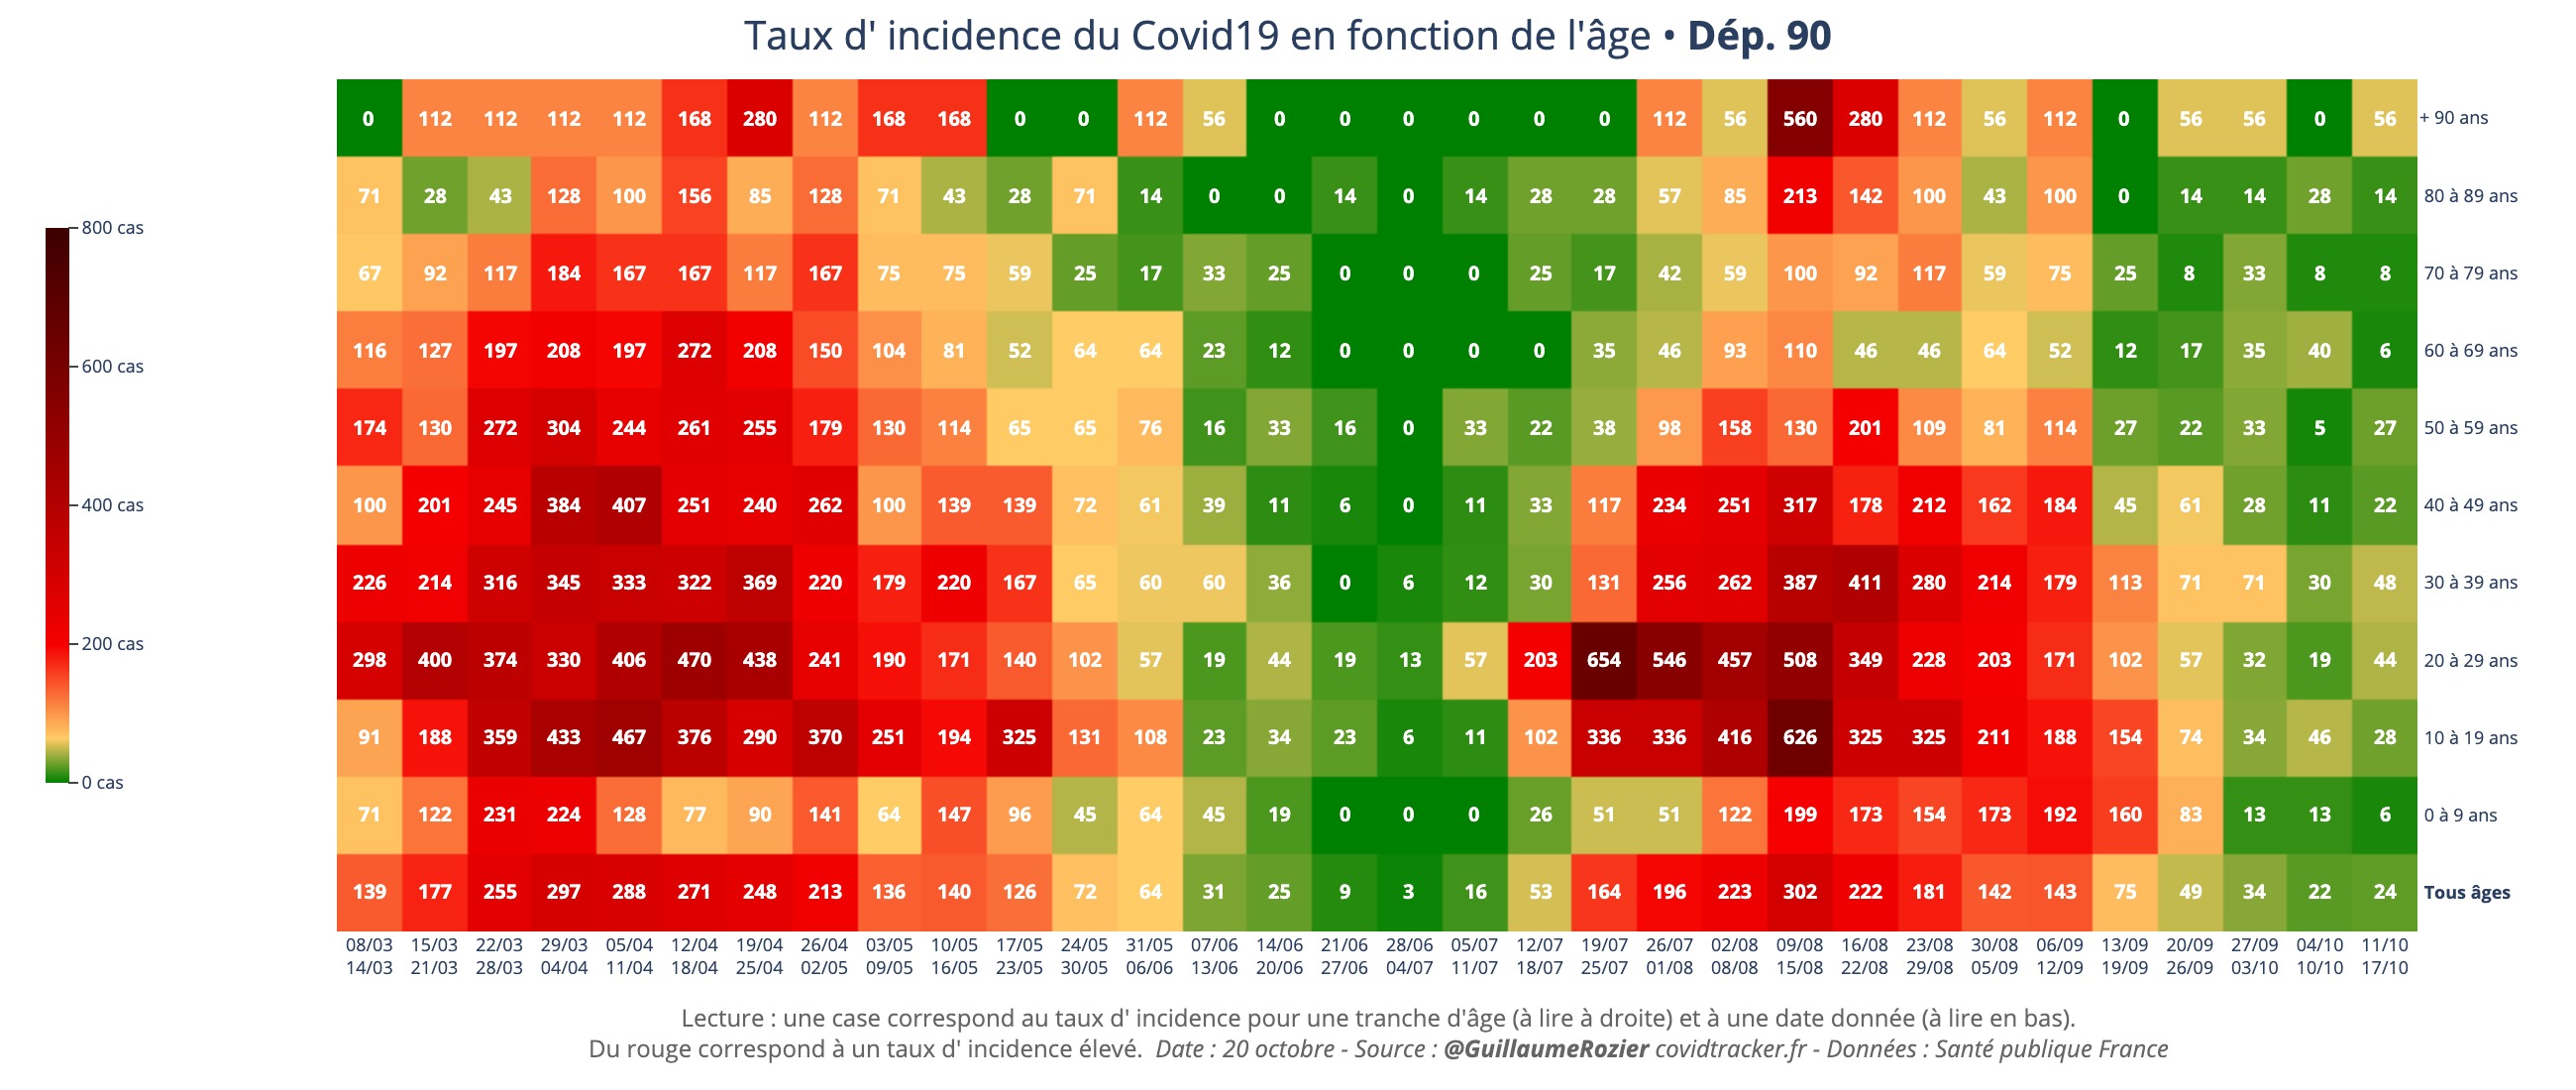 Taux d' incidence du Covid19 en fonction de l'âge • Dép. 90
800 cas
600 cas
400 cas
200 cas
0 cas
0 112 112 112 112 168 280 112 168 168 0 0 112 56 0 0 0 0 0 0 112 56 560 280 112 56 112 0 56 56 0 56 + 90 ans
71 28 43 128 100 156 85 128 71 43 28 71 14 0 0 14 0 14 28 28 57 85 213 142 100 43 100 0 14 14 28 14 80 à 89 ans
67 92 117 184 167 167 117 167 75 75 59 25 17 33 25 0 0 0 25 17 42 59 100 92 117 59 75 25 8 33 8 8 70 à 79 ans
116 127 197 208 197 272 208 150 104 81 52 64 64 23 12 0 0 0 0 35 46 93 110 46 46 64 52 12 17 35 40 6 60 à 69 ans
174 130 272 304 244 261 255 179 130 114 65 65 76 16 33 16 0 33 22 38 98 158 130 201 109 81 114 27 22 33 5 27 50 à 59 ans
100 201 245 384 407 251 240 262 100 139 139 72 61 39 11 6 0 11 33 117 234 251 317 178 212 162 184 45 61 28 11 22 40 à 49 ans
226 214 316 345 333 322 369 220 179 220 167 65 60 60 36 0 6 12 30 131 256 262 387 411 280 214 179 113 71 71 30 48 30 à 39 ans
298 400 374 330 406 470 438 241 190 171 140 102 57 19 44 19 13 57 203 654 546 457 508 349 228 203 171 102 57 32 19 44 20 à 29 ans
91 188 359 433 467 376 290 370 251 194 325 131 108 23 34 23 6 11 102 336 336 416 626 325 325 211 188 154 74 34 46 28 10 à 19 ans
71 122 231 224 128 77 90 141 64 147 96 45 64 45 19 0 0 0 26 51 51 122 199 173 154 173 192 160 83 13 13 6 0 à 9 ans
139 177 255 297 288 271 248 213 136 140 126 72 64 31 25 9 3 16 53 164 196 223 302 222 181 142 143 75 49 34 22 24 Tous âges
08/03 15/03 22/03 29/03 05/04 12/04 19/04 26/04 03/05 10/05 17/05 24/05 31/05 07/06 14/06 21/06 28/06 05/07 12/07 19/07 26/07 02/08 09/08 16/08 23/08 30/08 06/09 13/09 20/09 27/09 04/10 11/10
14/03 21/03 28/03 04/04 11/04 18/04 25/04 02/05 09/05 16/05 23/05 30/05 06/06 13/06 20/06 27/06 04/07 11/07 18/07 25/07 01/08 08/08 15/08 22/08 29/08 05/09 12/09 19/09 26/09 03/10 10/10 17/10
Lecture : une case correspond au taux d' incidence pour une tranche d'âge (à lire à droite) et à une date donnée (à lire en bas).
Du rouge correspond à un taux d' incidence élevé. Date : 20 octobre - Source : @GuillaumeRozier covidtracker.fr - Données : Santé publique France